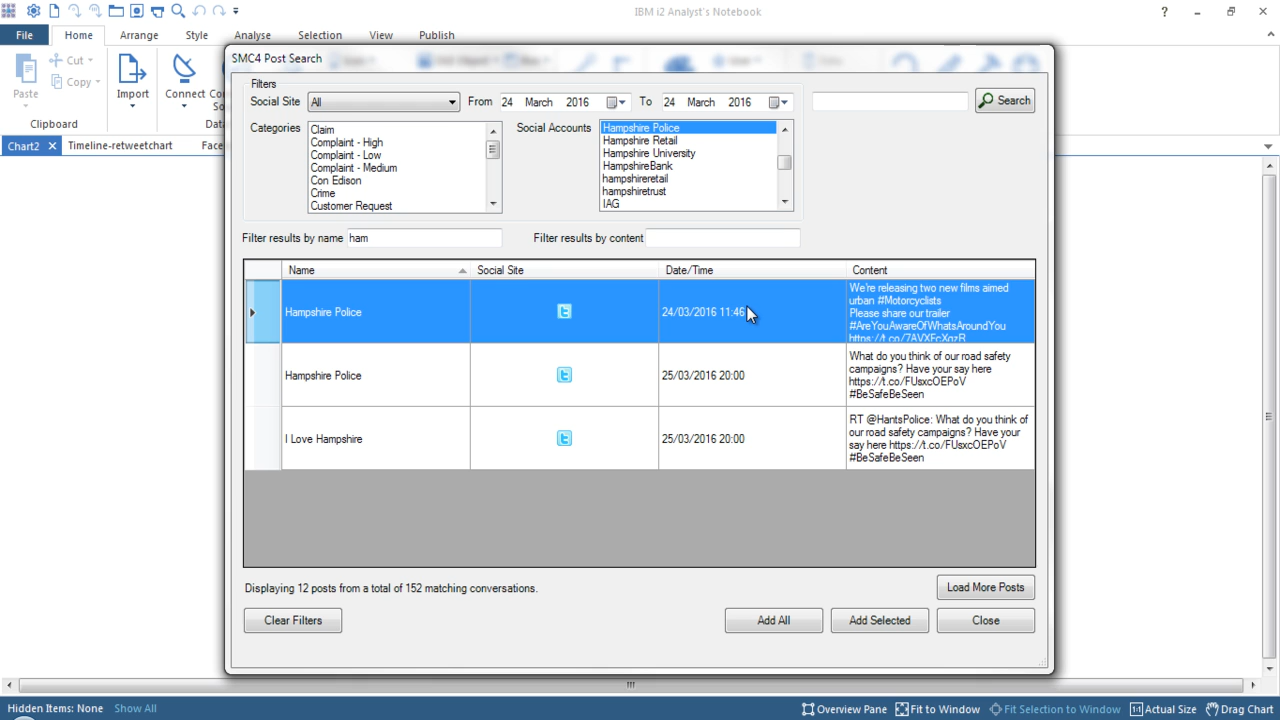 IBM i2 Analyst's Notebook
File Home Arrange Style Analyse Selection View Publish
SMC4 Post Search
Paste
Cut
Copy
Import
Connect
Clipboard
Chart2 Timeline-retweetchart
Filters
Social Site All From 24 March 2016 To 24 March 2016 Search
Categories
Claim
Complaint - High
Complaint - Low
Complaint - Medium
Con Edison
Crime
Customer Request
Social Accounts
Hampshire Police
Hampshire Retail
Hampshire University
HampshireBank
hampshireretail
hampshiretrust
IAG
Filter results by name ham Filter results by content
Name Social Site Date/Time Content
Hampshire Police 24/03/2016 11:46
We're releasing two new films aimed
urban #Motorcyclists
Please share our trailer
#AreYouAwareOfWhatsAroundYou
Hampshire Police 25/03/2016 20:00
What do you think of our road safety
campaigns? Have your say here
https://t.co/FUsxcOEPoV
#BeSafeBeSeen
I Love Hampshire 25/03/2016 20:00
RT @HantsPolice: What do you think of
our road safety campaigns? Have your
say here https://t.co/FUsxcOEPoV
#BeSafeBeSeen
Displaying 12 posts from a total of 152 matching conversations.
Load More Posts
Clear Filters Add All Add Selected Close
Hidden Items: None Show All Overview Pane Fit to Window Fit Selection to Window Actual Size Drag Chart